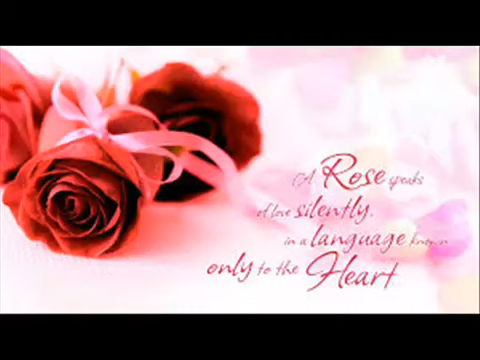 A Rose speaks
of love silently,
in a language known
only to the Heart